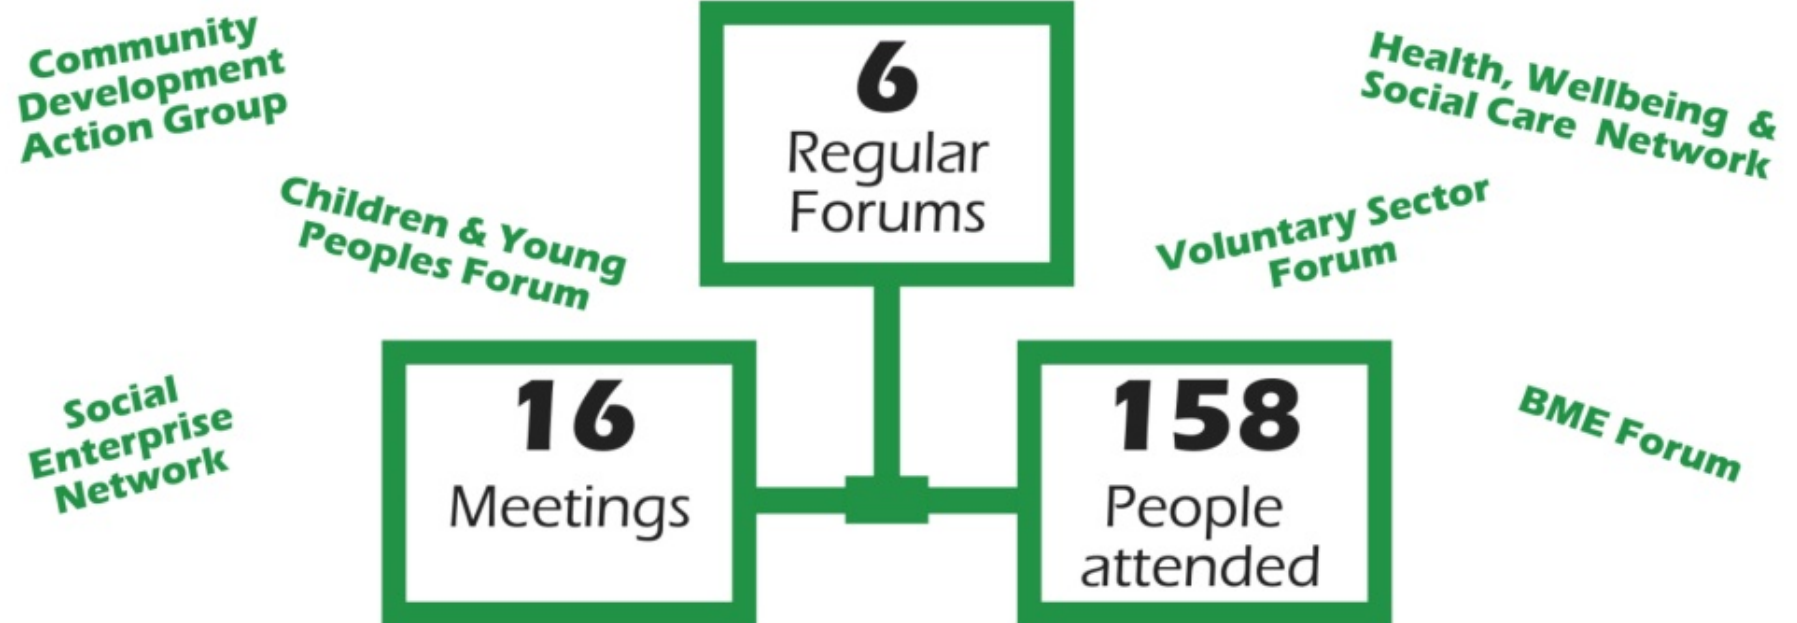 Community
Development
Action Group
Children & Young
Peoples Forum
Social
Enterprise
Network
6
Regular
Forums
16
Meetings
158
People
attended
Health, Wellbeing &
Social Care Network
Voluntary Sector
Forum
BME Forum